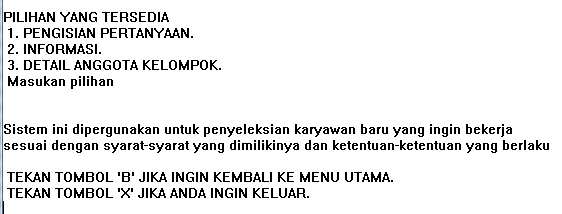 PILIHAN YANG TERSEDIA
1. PENGISIAN PERTANYAAN.
2. INFORMASI.
3. DETAIL ANGGOTA KELOMPOK.
Masukan pilihan
Sistem ini dipergunakan untuk penyeleksian karyawan baru yang ingin bekerja
sesuai dengan syarat-syarat yang dimilikinya dan ketentuan-ketentuan yang berlaku
TEKAN TOMBOL 'B' JIKA INGIN KEMBALI KE MENU UTAMA.
TEKAN TOMBOL 'X' JIKA ANDA INGIN KELUAR.